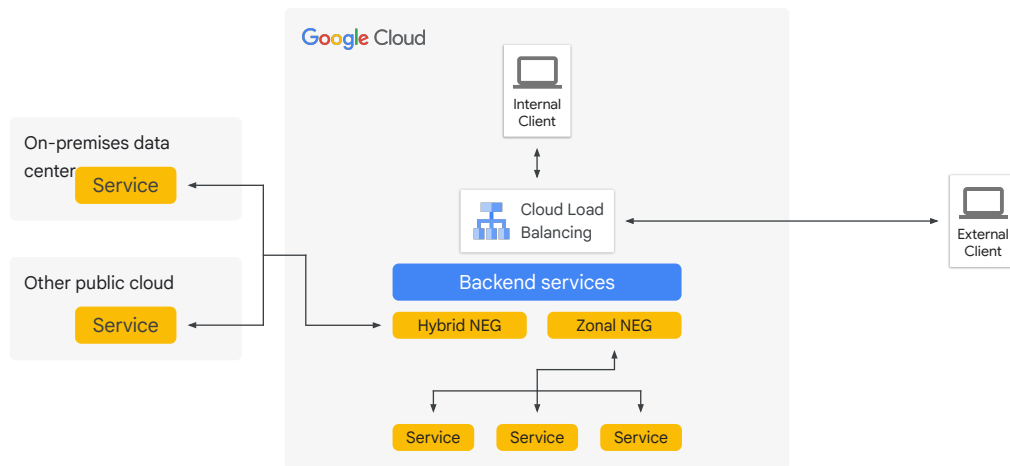 Google Cloud
Internal
Client
On-premises data
center
Service
Cloud Load
Balancing
External
Client
Other public cloud
Service
Backend services
Hybrid NEG
Zonal NEG
Service
Service
Service